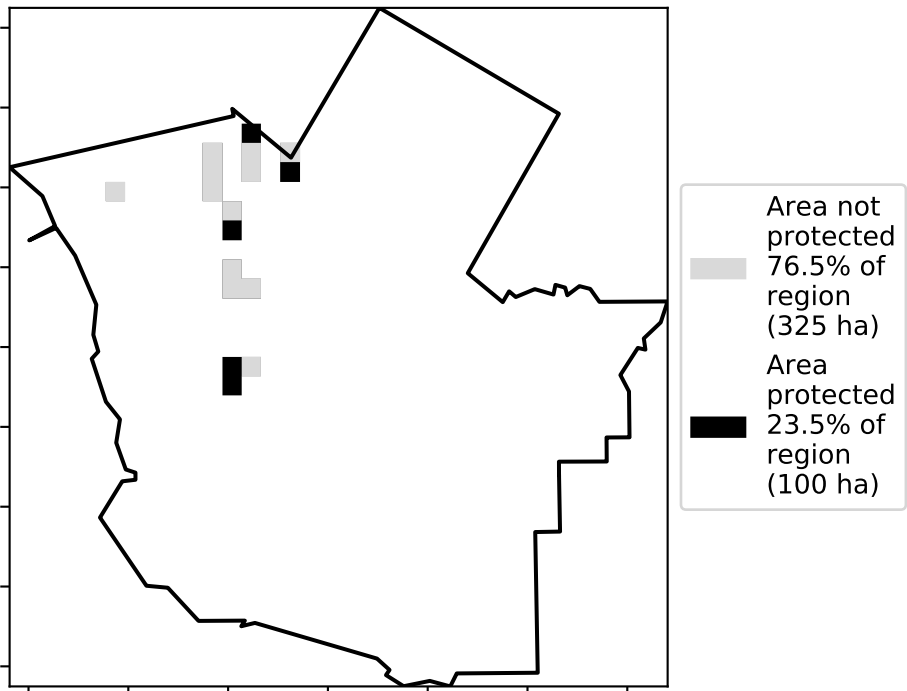 Area not
protected
76.5% of
region
(325 ha)
Area
protected
23.5% of
region
(100 ha)